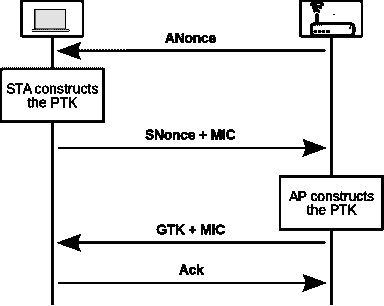 ANonce
STA constructs
the PTK
SNonce + MIC
AP constructs
the PTK
GTK + MIC
Ack